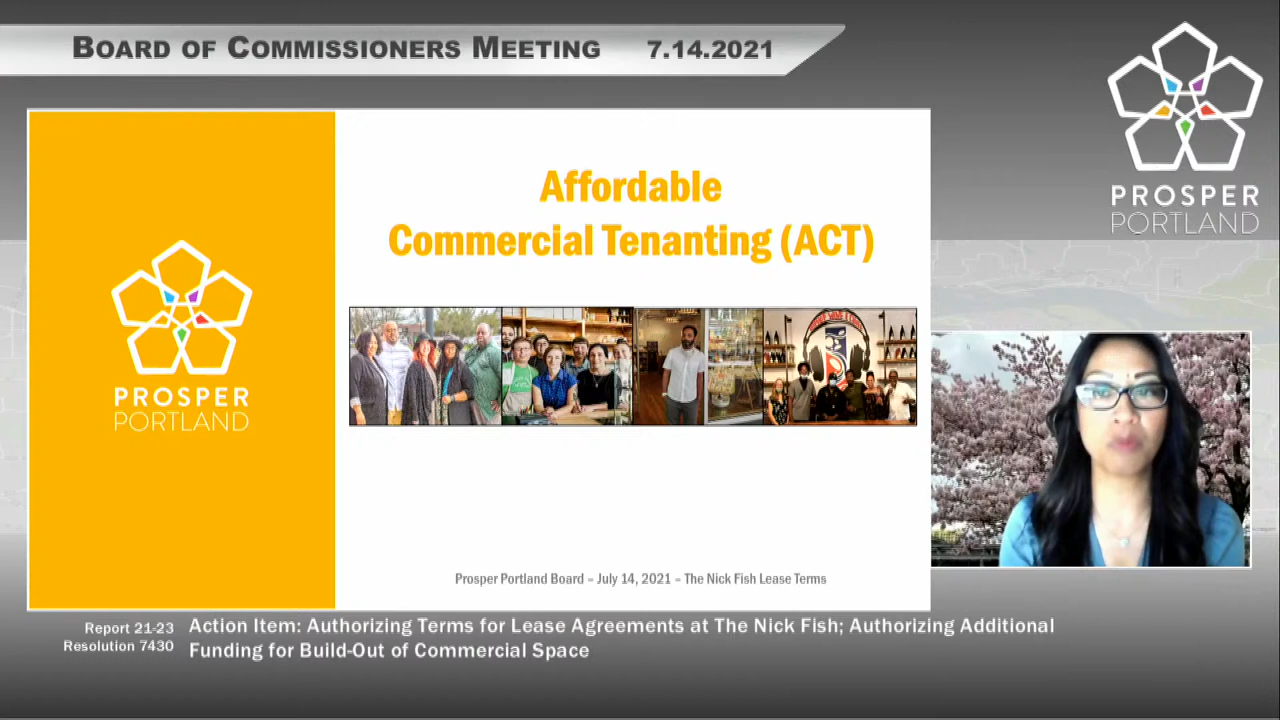 BOARD OF COMMISSIONERS MEETING 7.14.2021
PROSPER
PORTLAND
Affordable
Commercial Tenanting (ACT)
PROSPER
PORTLAND
Prosper Portland Board – July 14, 2021 – The Nick Fish Lease Terms
Report 21-23
Resolution 7430
Action Item: Authorizing Terms for Lease Agreements at The Nick Fish; Authorizing Additional
Funding for Build-Out of Commercial Space